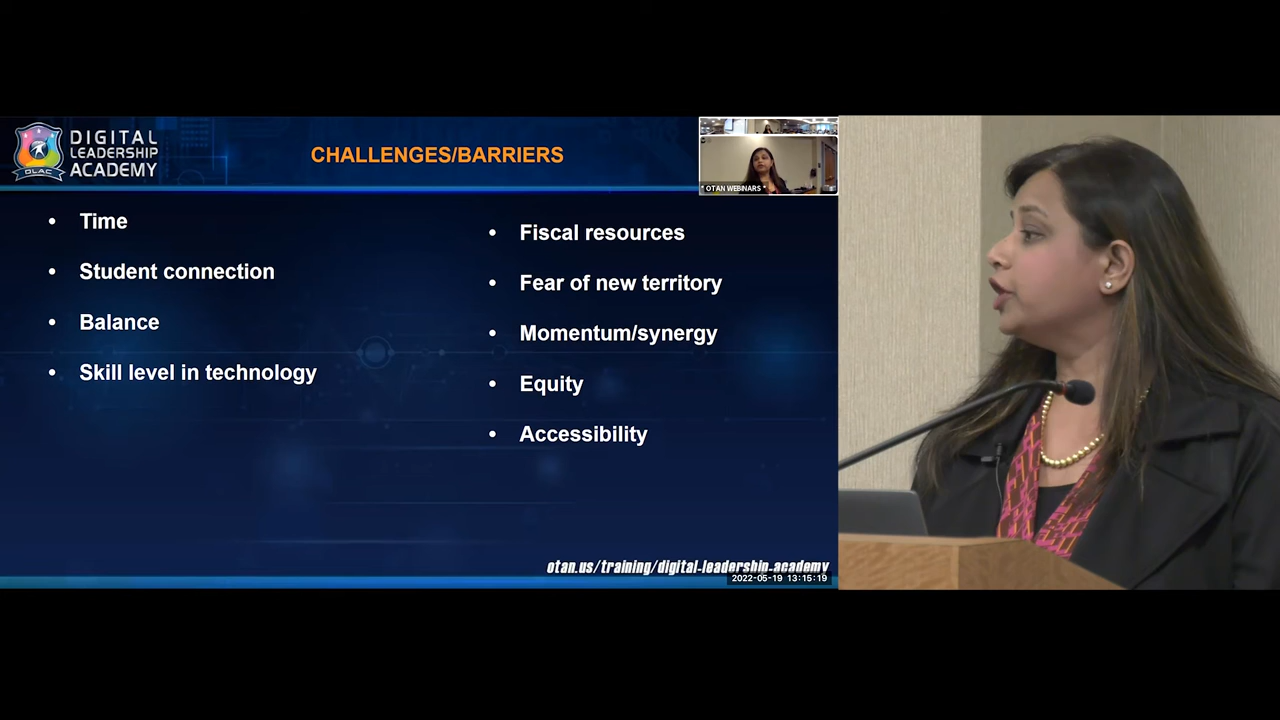 DIGITAL
LEADERSHIP
ACADEMY
DLAC
CHALLENGES/BARRIERS
* OTAN WEBINARS *
• Time
• Student connection
• Balance
• Skill level in technology
• Fiscal resources
• Fear of new territory
• Momentum/synergy
• Equity
• Accessibility
otan.us/training/digital-leadership-academy
2022-05-19 13:15:19